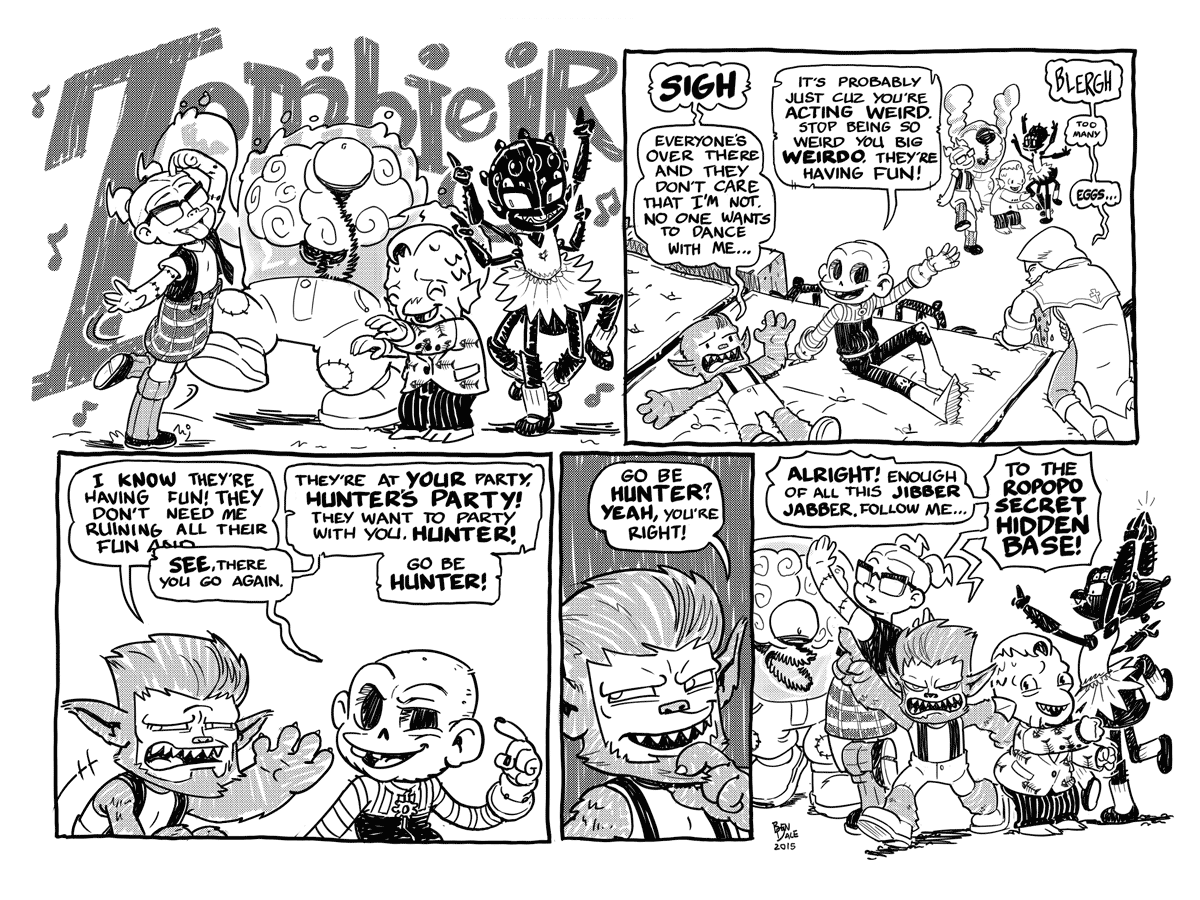 Zombie jR
SIGH
EVERYONE'S
OVER THERE
AND THEY
DON'T CARE
THAT I'M NOT.
NO ONE WANTS
TO DANCE
WITH ME...
IT'S PROBABLY
JUST CUZ YOU'RE
ACTING WEIRD.
STOP BEING SO
WEIRD YOU BIG
WEIRDO. THEY'RE
HAVING FUN!
BLERGH
TOO
MANY
EGGS...
I KNOW THEY'RE
HAVING FUN! THEY
DON'T NEED ME
RUINING ALL THEIR
FUN AND
SEE, THERE
YOU GO AGAIN.
THEY'RE AT YOUR PARTY.
HUNTER'S PARTY!
THEY WANT TO PARTY
WITH YOU. HUNTER!
GO BE
HUNTER!
GO BE
HUNTER?
YEAH, YOU'RE
RIGHT!
ALRIGHT! ENOUGH
OF ALL THIS JIBBER
JABBER, FOLLOW ME...
TO THE
ROPOPO
SECRET
HIDDEN
BASE!
BEN
DALE
2015